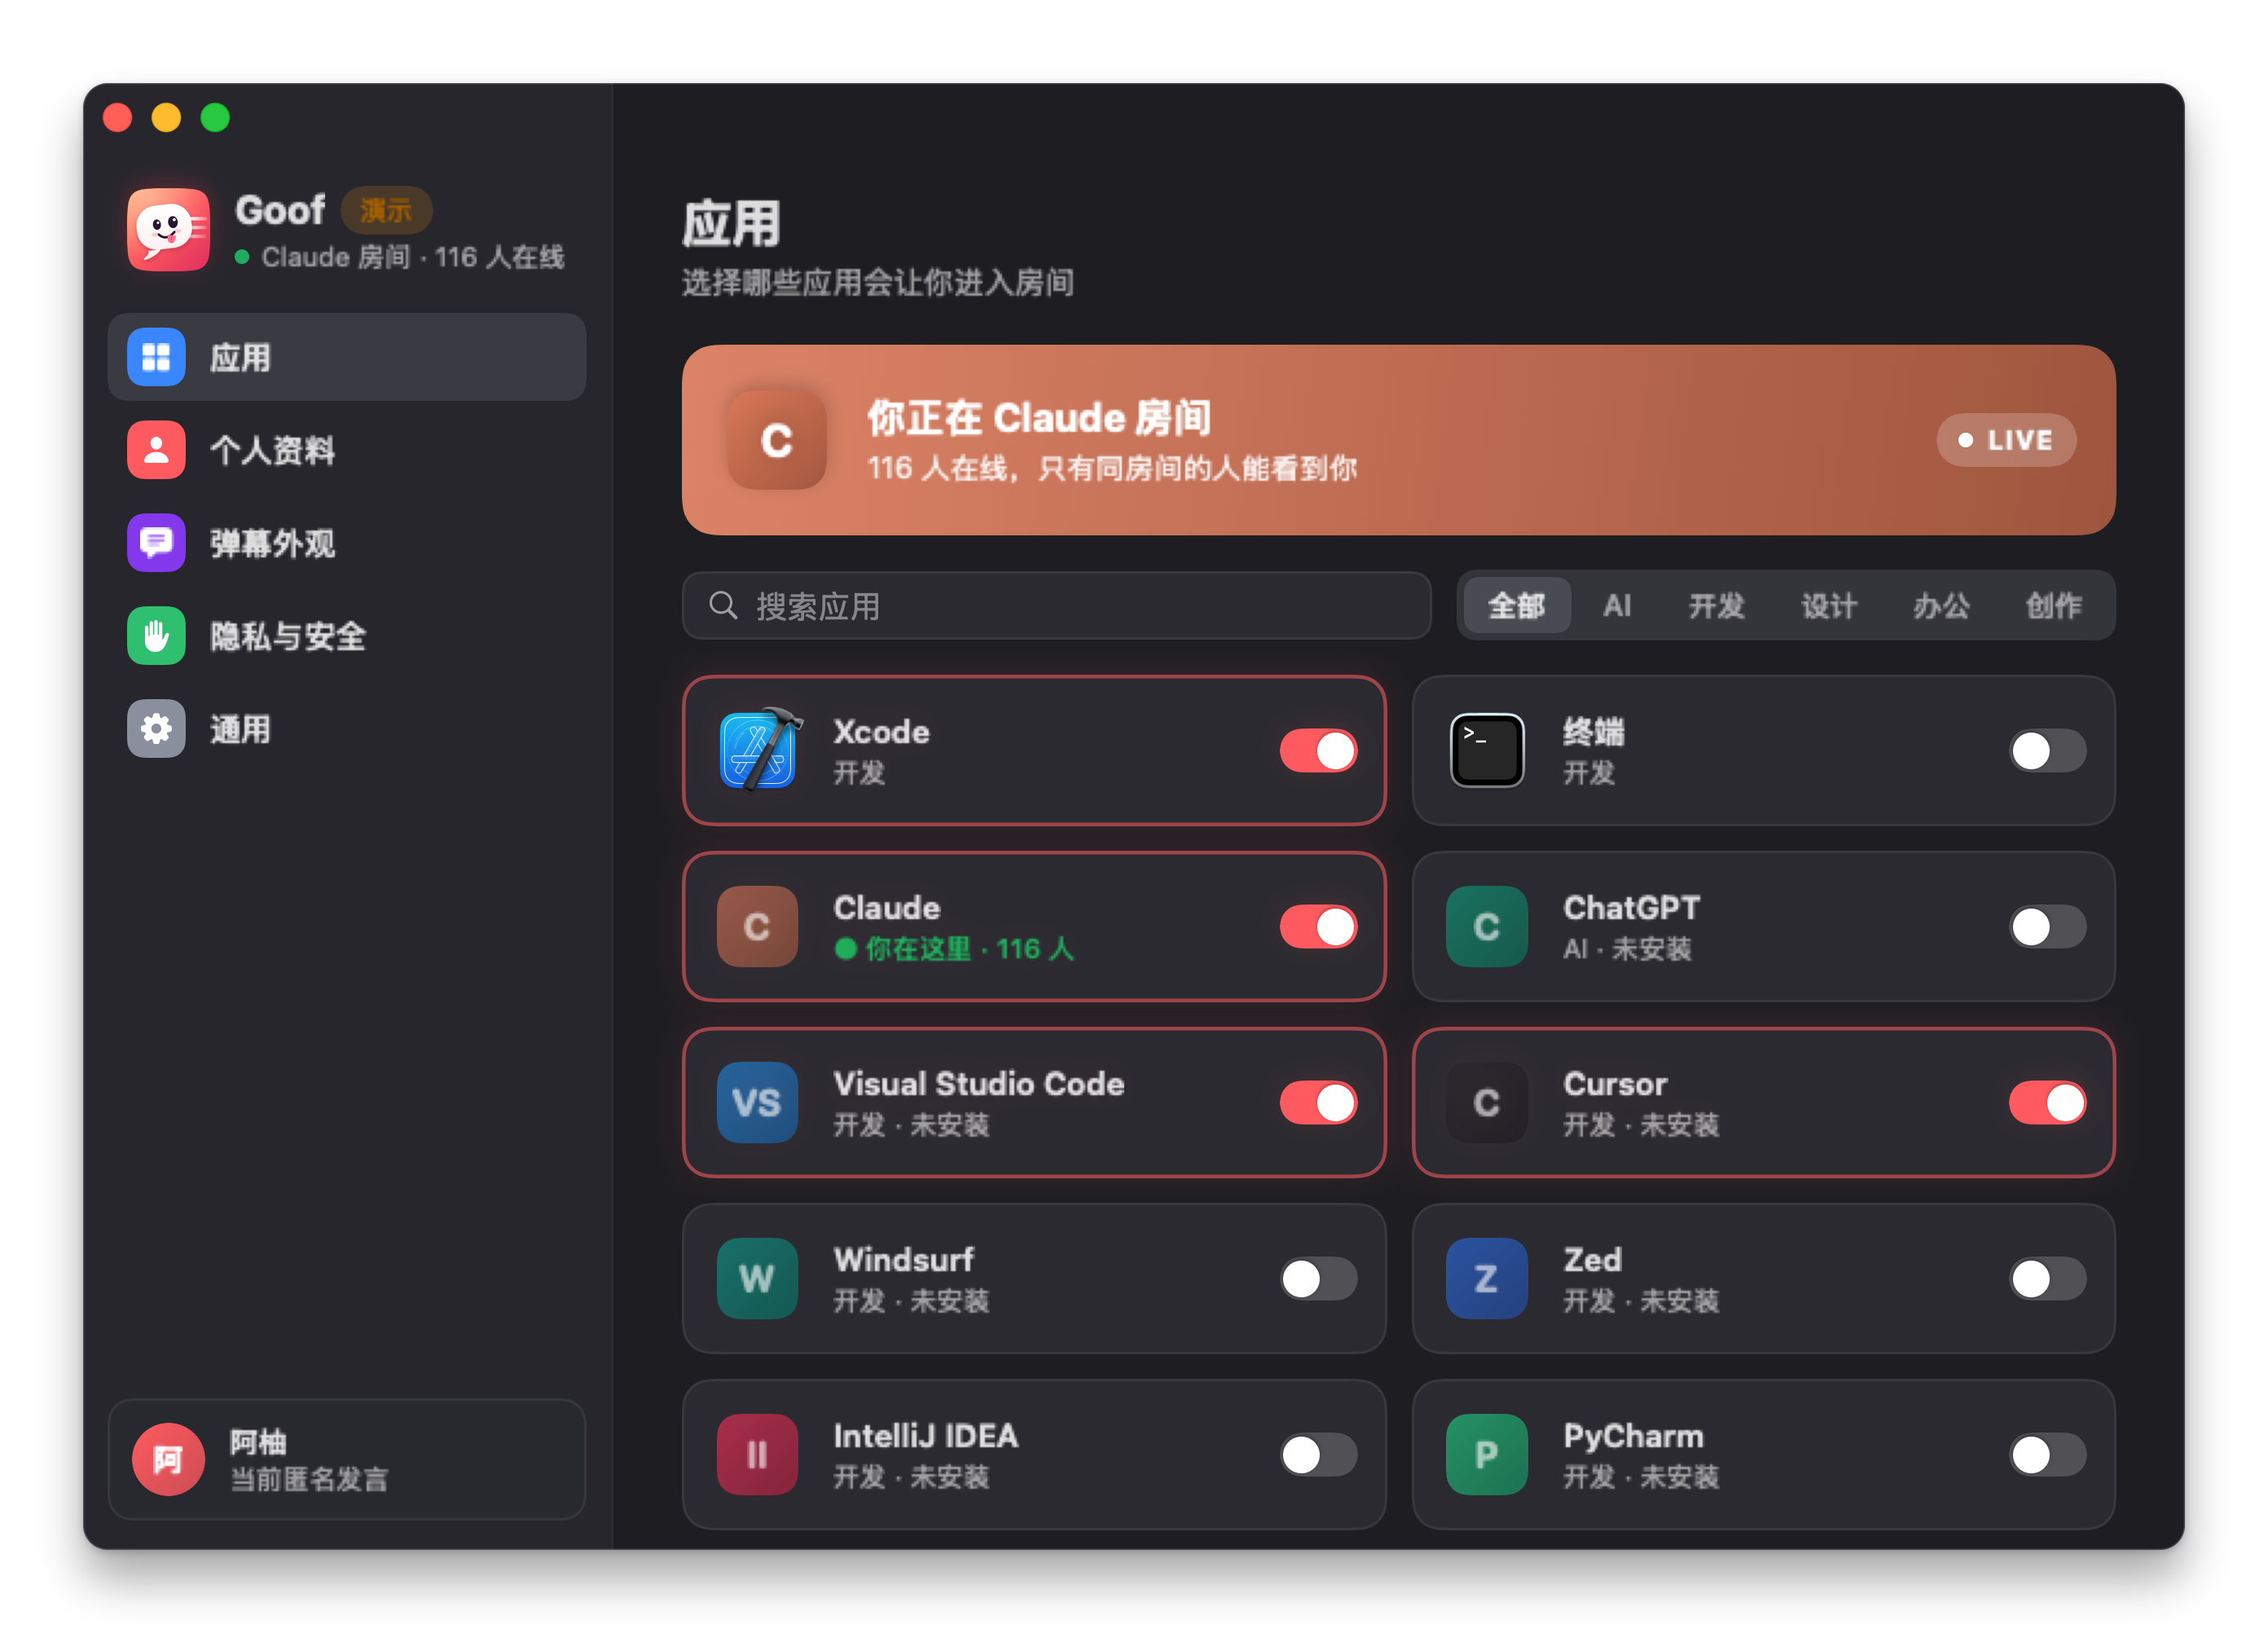 Goof 演示
Claude 房间 · 116 人在线
应用
个人资料
弹幕外观
隐私与安全
通用
阿
阿柚
当前匿名发言
应用
选择哪些应用会让你进入房间
C
你正在 Claude 房间
116 人在线，只有同房间的人能看到你
LIVE
搜索应用
全部 AI 开发 设计 办公 创作
Xcode
开发
>_
终端
开发
C
Claude
你在这里 · 116 人
C
ChatGPT
AI · 未安装
VS
Visual Studio Code
开发 · 未安装
C
Cursor
开发 · 未安装
W
Windsurf
开发 · 未安装
Z
Zed
开发 · 未安装
II
IntelliJ IDEA
开发 · 未安装
P
PyCharm
开发 · 未安装